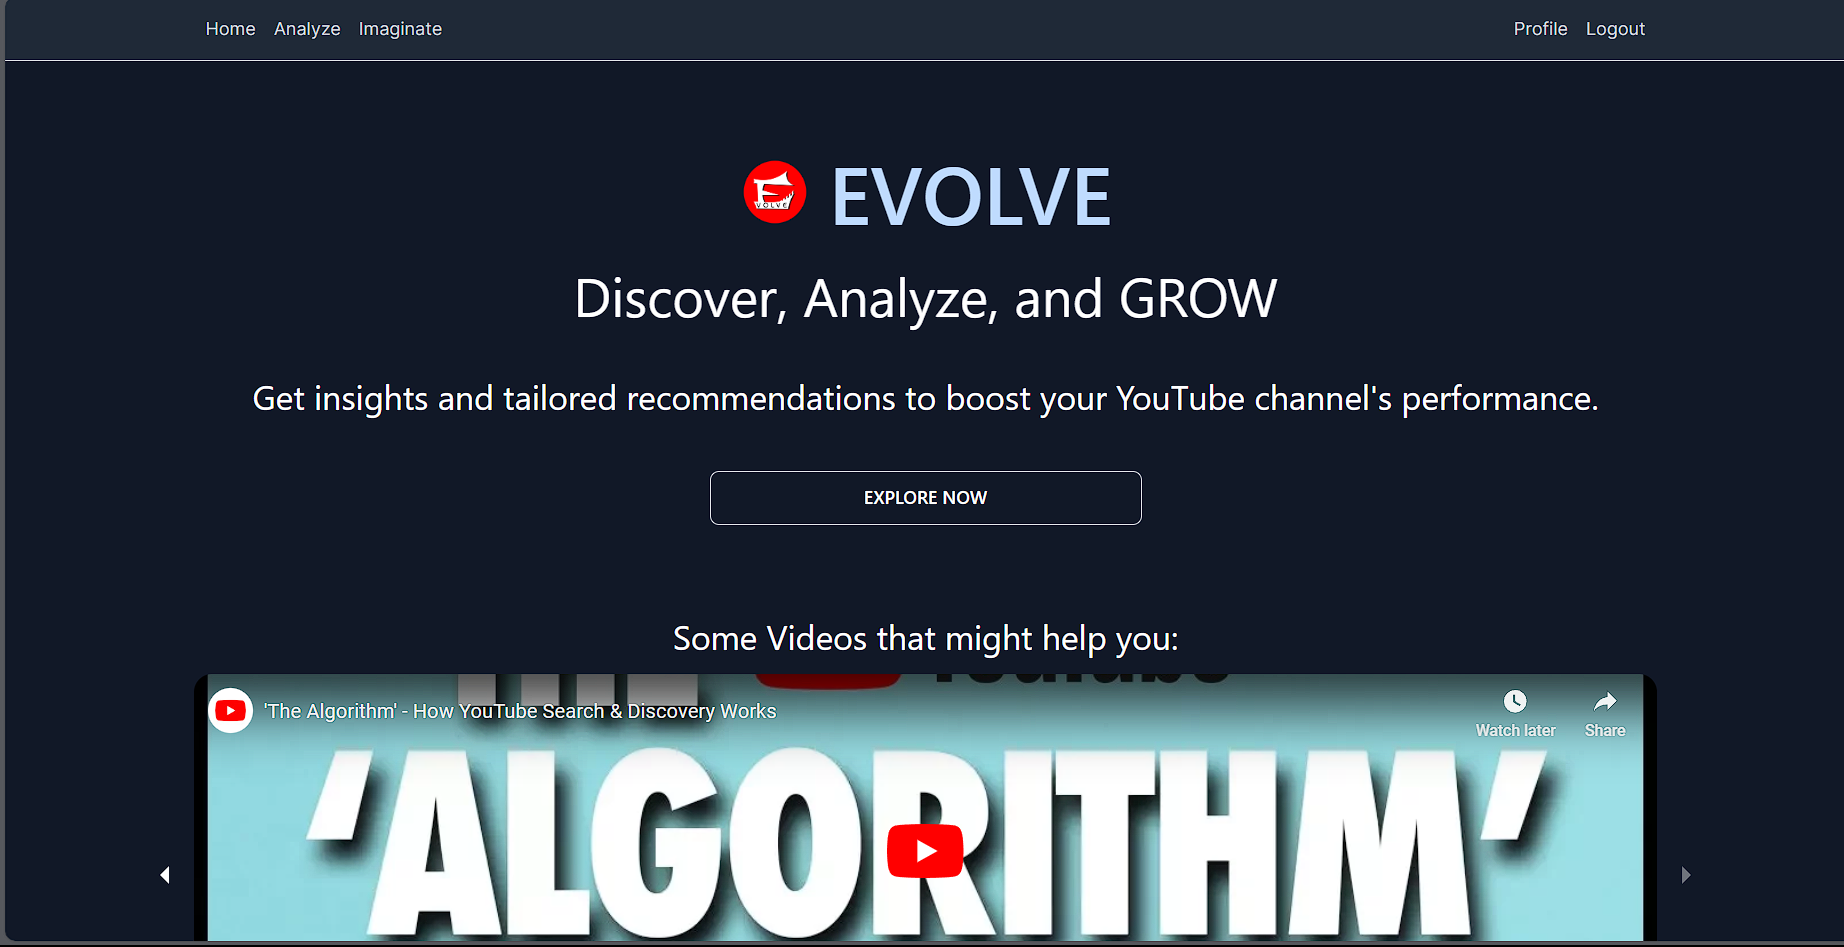 Home Analyze Imaginate Profile Logout
VOLVE
EVOLVE
Discover, Analyze, and GROW
Get insights and tailored recommendations to boost your YouTube channel's performance.
EXPLORE NOW
Some Videos that might help you:
'The Algorithm' - How YouTube Search & Discovery Works
Watch later Share
'ALGORITHM'